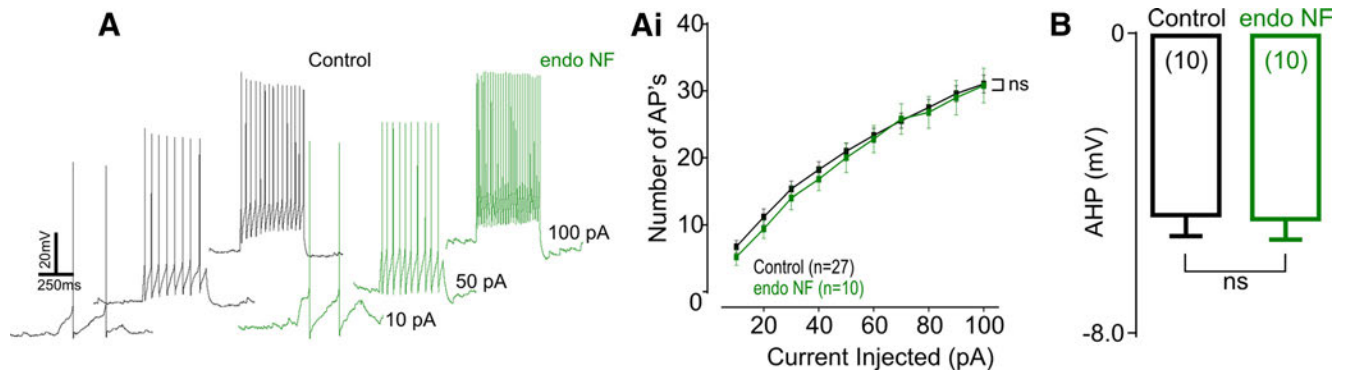 A
Control
endo NF
20mV
250ms
100 pA
50 pA
10 pA
Ai
Number of AP's
40
30
20
10
0
ns
Control (n=27)
endo NF (n=10)
20 40 60 80 100
Current Injected (pA)
B
Control endo NF
0
(10) (10)
AHP (mV)
ns
-8.0